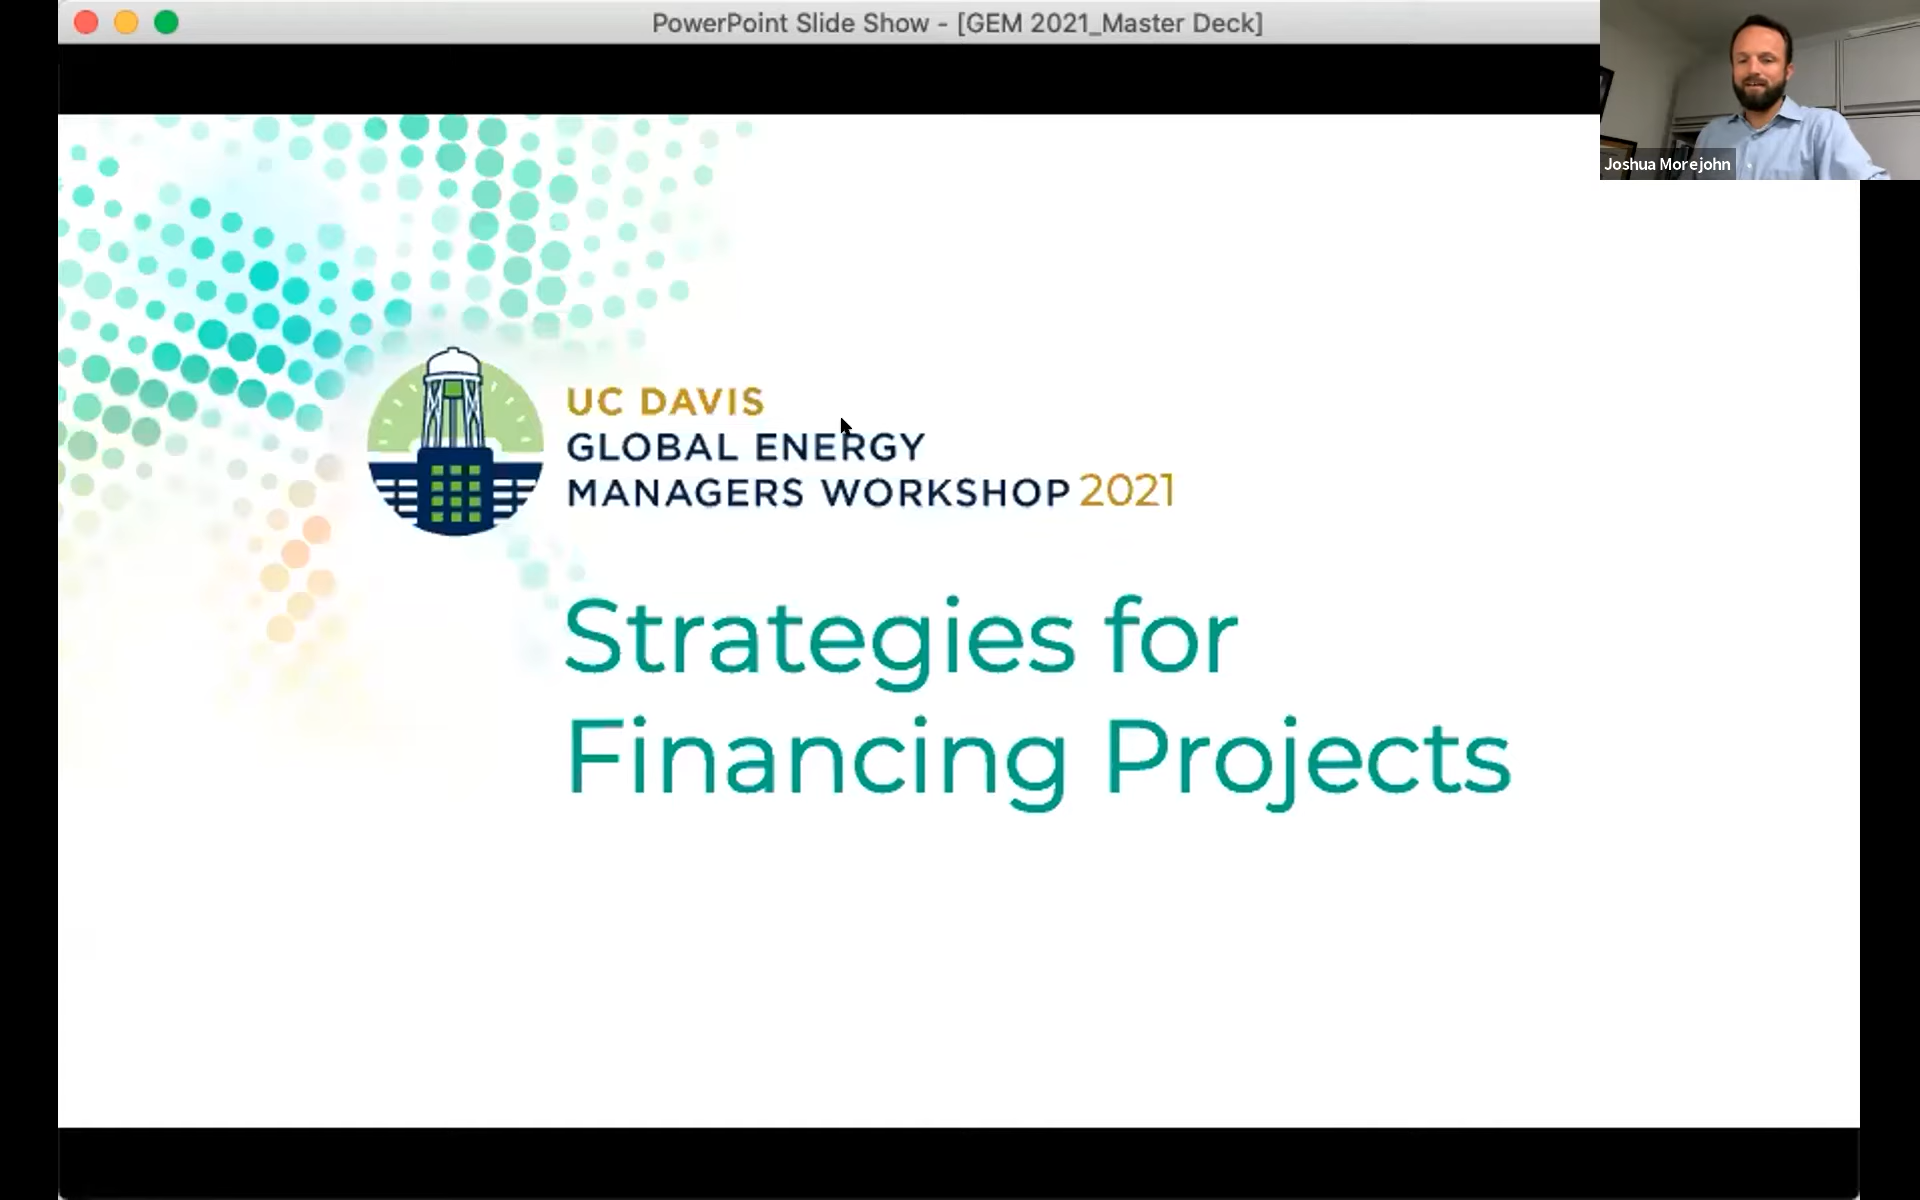 PowerPoint Slide Show - [GEM 2021_Master Deck]
Joshua Morejohn
UC DAVIS
GLOBAL ENERGY
MANAGERS WORKSHOP 2021
Strategies for
Financing Projects